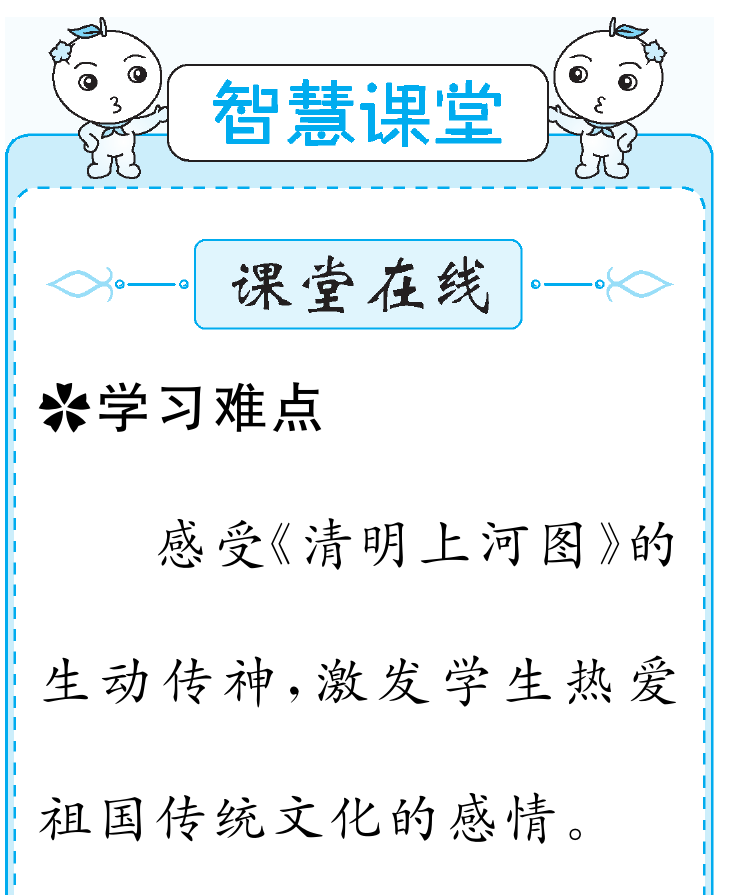 智慧课堂
课堂在线
学习难点
感受《清明上河图》的
生动传神，激发学生热爱
祖国传统文化的感情。